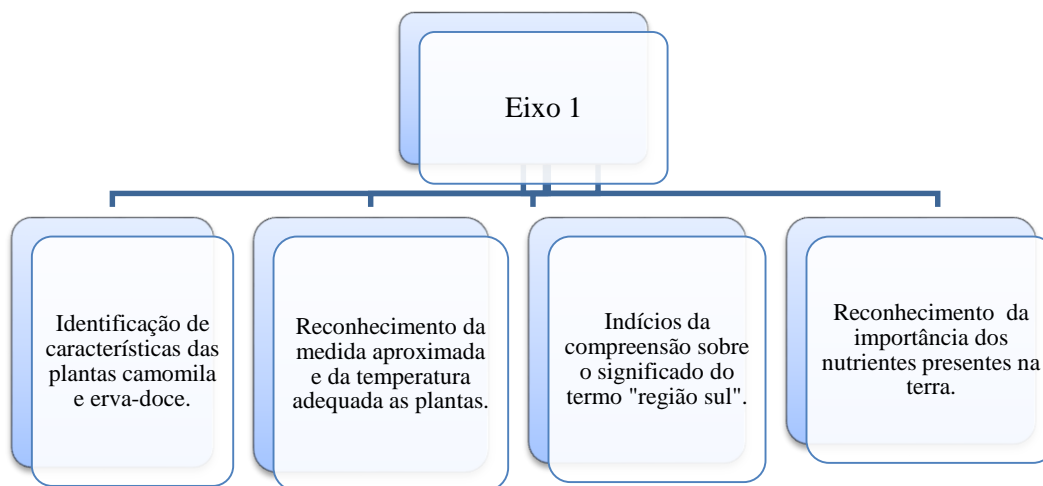 Eixo 1
Identificação de
características das
plantas camomila
e erva-doce.
Reconhecimento da
medida aproximada
e da temperatura
adequada as plantas.
Indícios da
compreensão sobre
o significado do
termo "região sul".
Reconhecimento da
importância dos
nutrientes presentes na
terra.